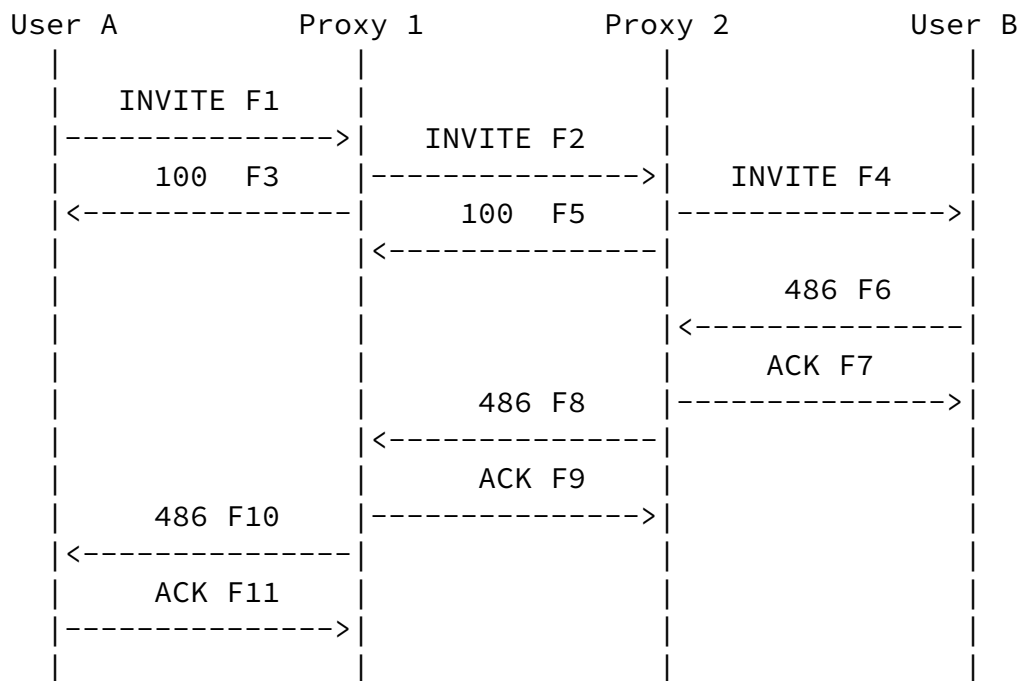 User A Proxy 1 Proxy 2 User B
INVITE F1
INVITE F2
100 F3
INVITE F4
100 F5
486 F6
ACK F7
486 F8
ACK F9
486 F10
ACK F11